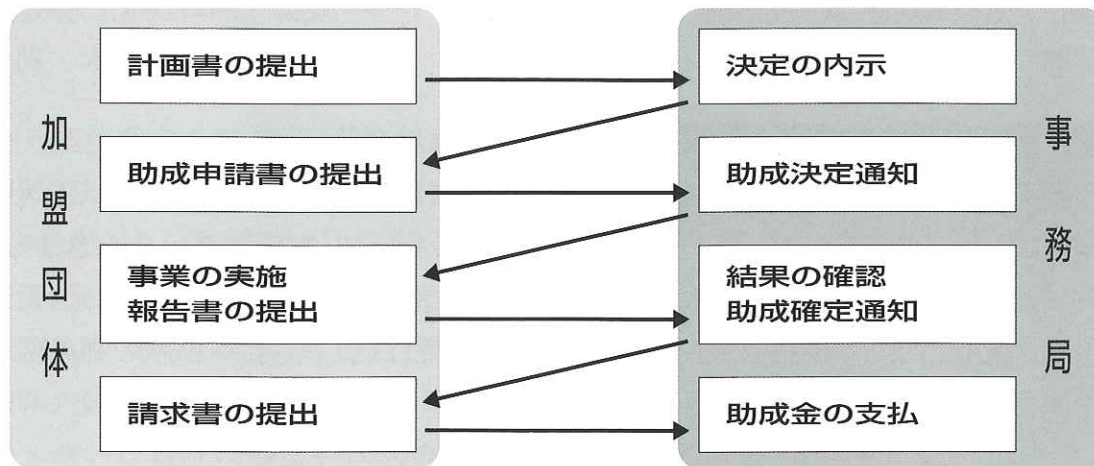 加盟団体
計画書の提出
決定の内示
助成申請書の提出
助成決定通知
事業の実施
報告書の提出
結果の確認
助成確定通知
請求書の提出
助成金の支払
事務局